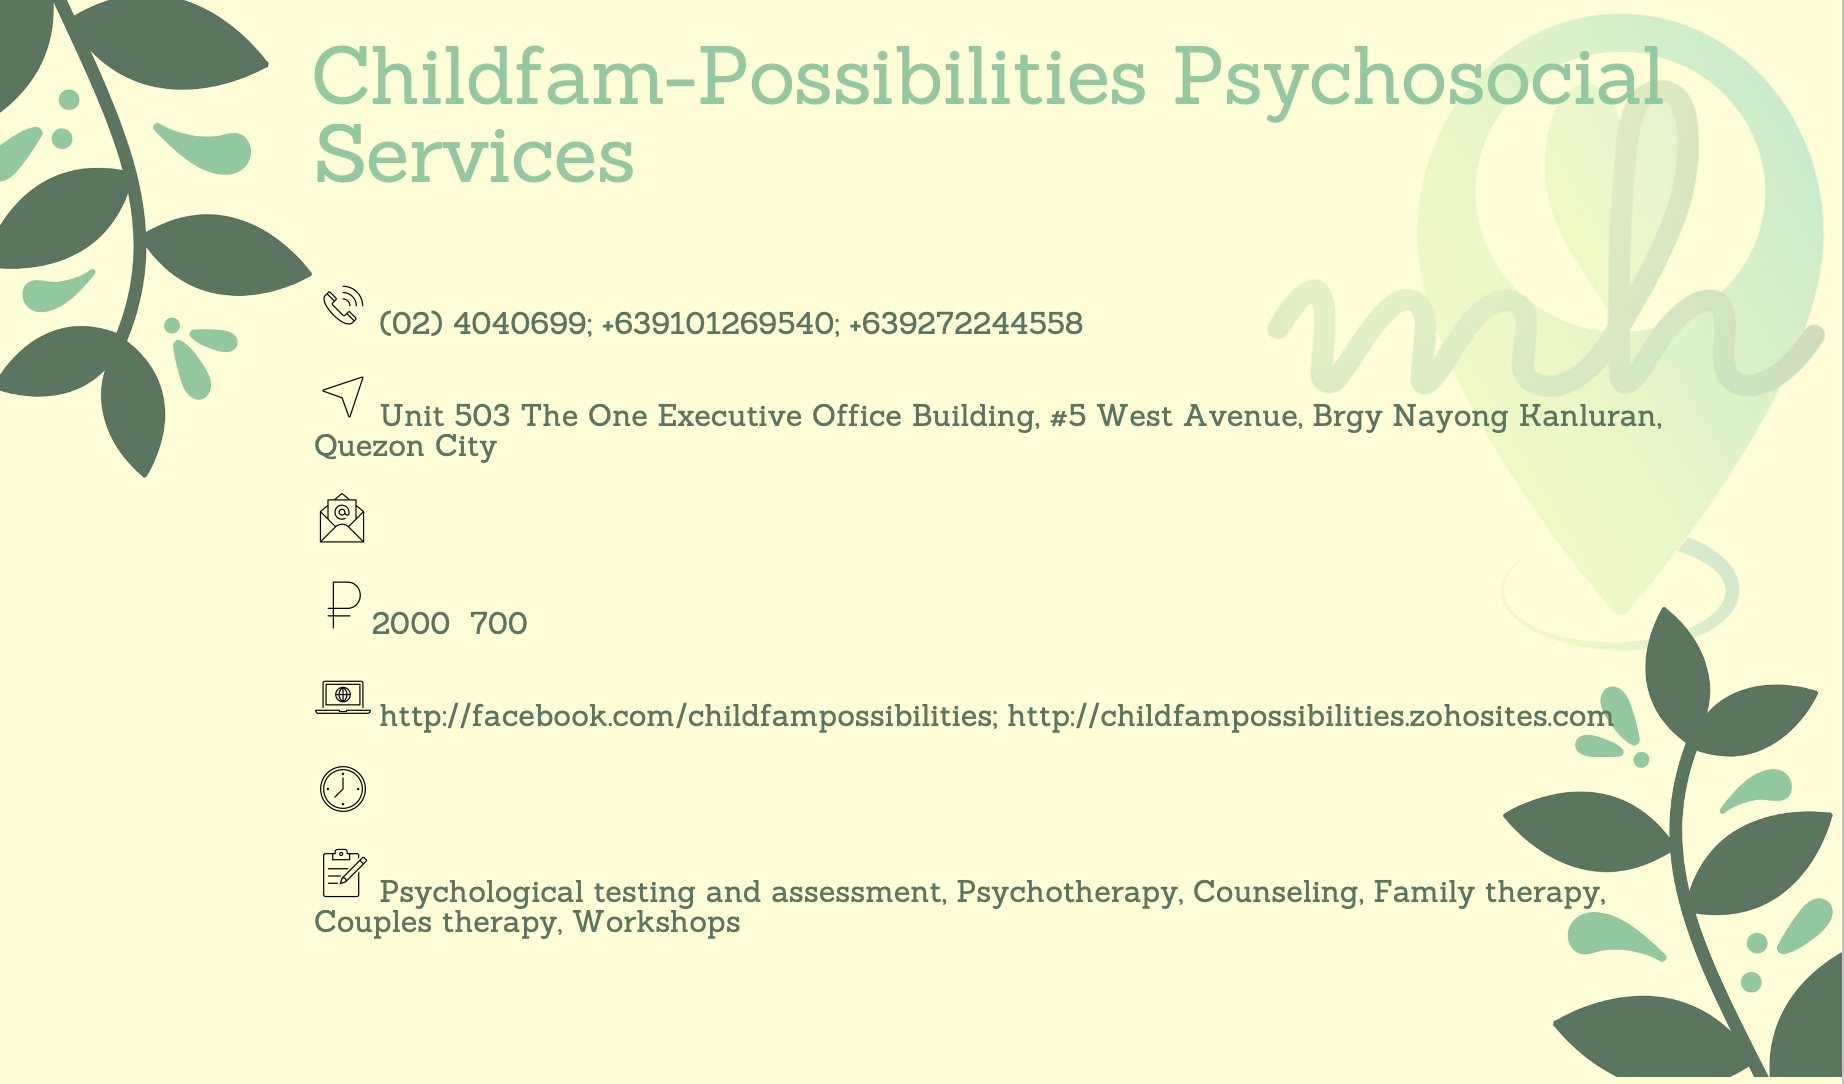 Childfam-Possibilities Psychosocial
Services
mh
(02) 4040699; +639101269540; +639272244558
Unit 503 The One Executive Office Building, #5 West Avenue, Brgy Nayong Kanluran,
Quezon City
2000  700
http://facebook.com/childfampossibilities; http://childfampossibilities.zohosites.com
Psychological testing and assessment, Psychotherapy, Counseling, Family therapy,
Couples therapy, Workshops